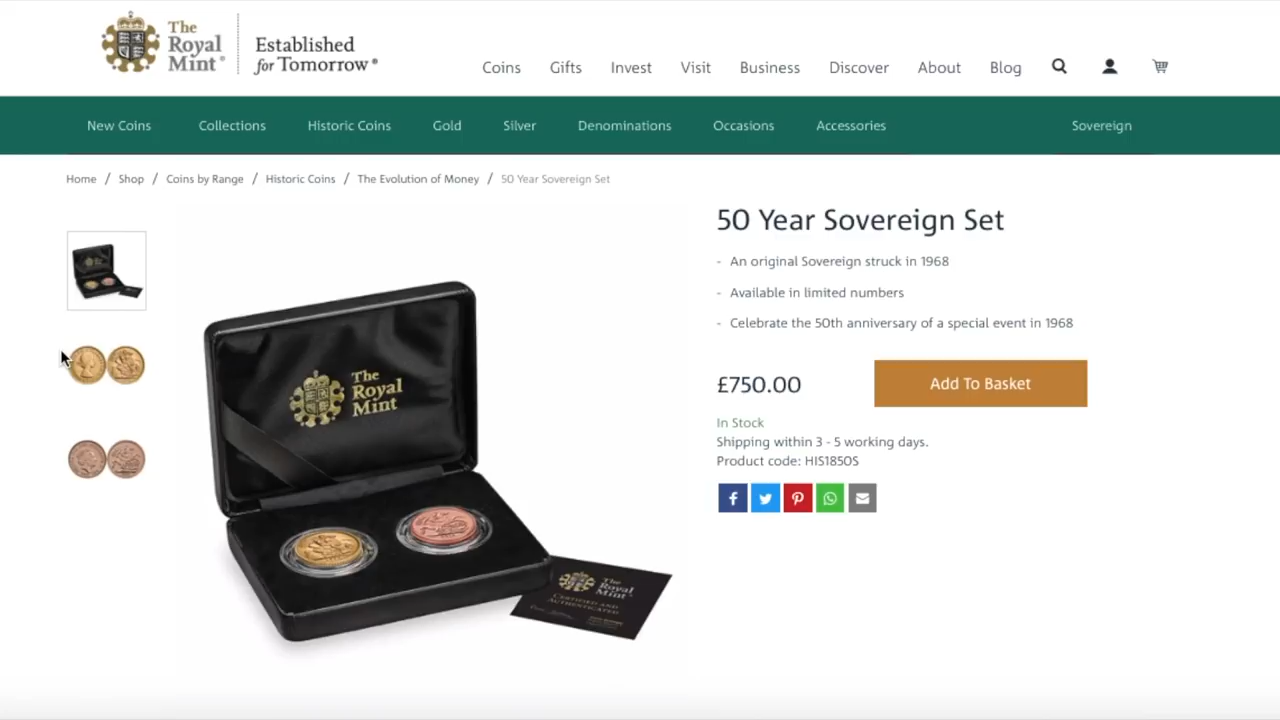 The
Royal
Mint®
Established
for Tomorrow®
Coins Gifts Invest Visit Business Discover About Blog
New Coins Collections Historic Coins Gold Silver Denominations Occasions Accessories Sovereign
Home / Shop / Coins by Range / Historic Coins / The Evolution of Money / 50 Year Sovereign Set
50 Year Sovereign Set
- An original Sovereign struck in 1968
- Available in limited numbers
- Celebrate the 50th anniversary of a special event in 1968
£750.00
Add To Basket
In Stock
Shipping within 3 - 5 working days.
Product code: HIS1850S
The
Royal
Mint
The
Royal
Mint
CERTIFIED AND
AUTHENTICATED